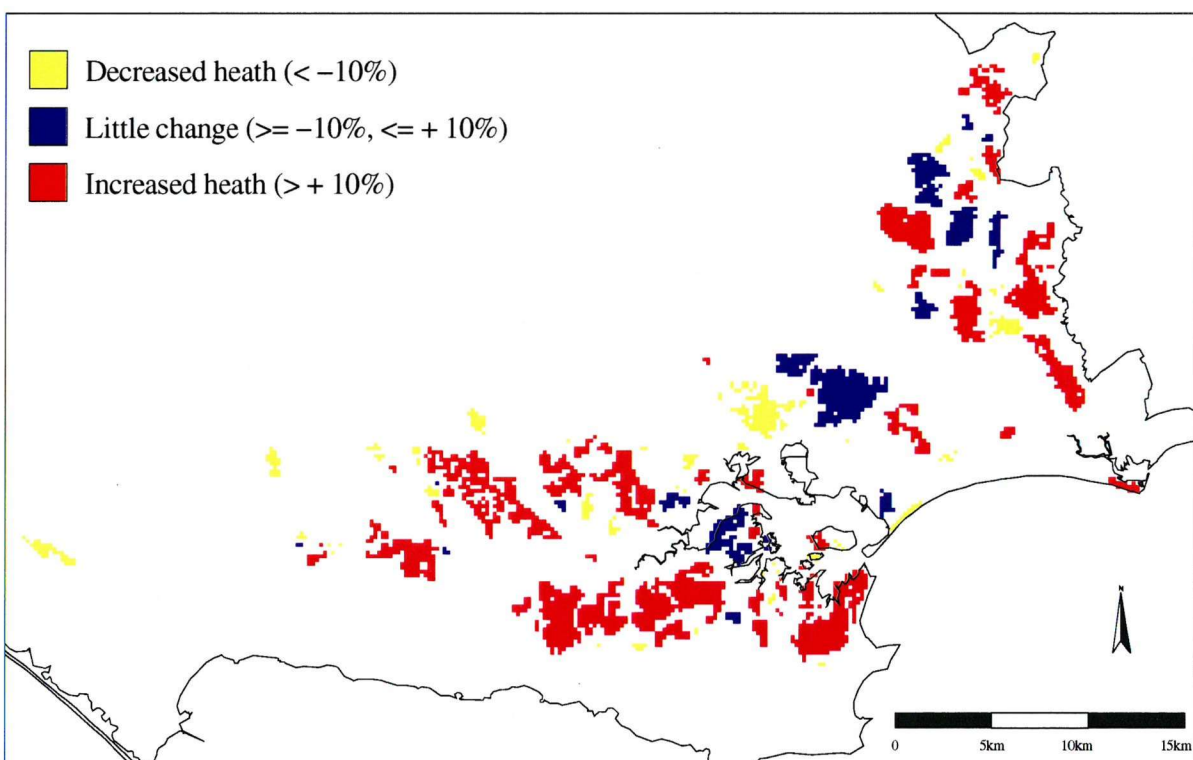 Decreased heath (< −10%)
Little change (>= −10%, <= + 10%)
Increased heath (> + 10%)
N
0 5km 10km 15km